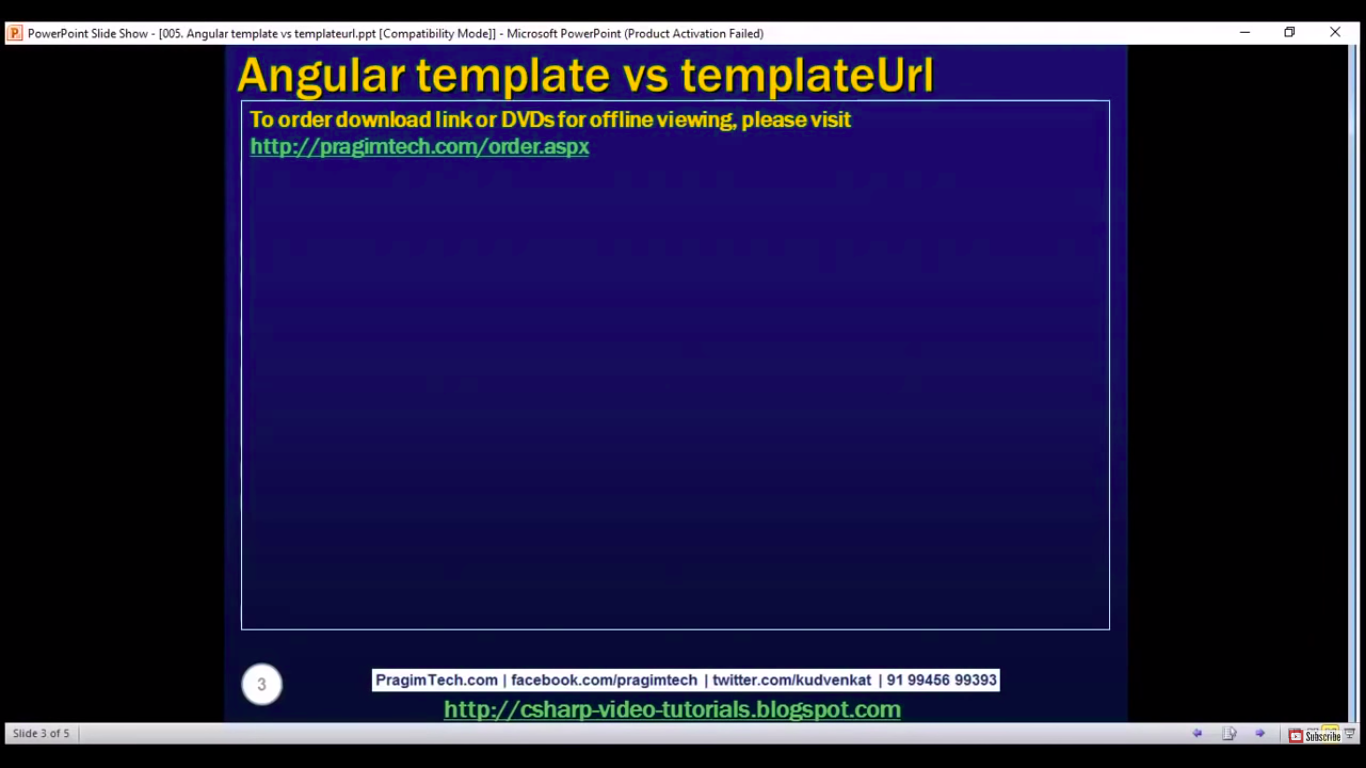 PowerPoint Slide Show - [005. Angular template vs templateurl.ppt [Compatibility Mode]] - Microsoft PowerPoint (Product Activation Failed)
Angular template vs templateUrl
To order download link or DVDs for offline viewing, please visit
http://pragimtech.com/order.aspx
3
PragimTech.com | facebook.com/pragimtech | twitter.com/kudvenkat | 91 99456 99393
http://csharp-video-tutorials.blogspot.com
Slide 3 of 5
Subscribe